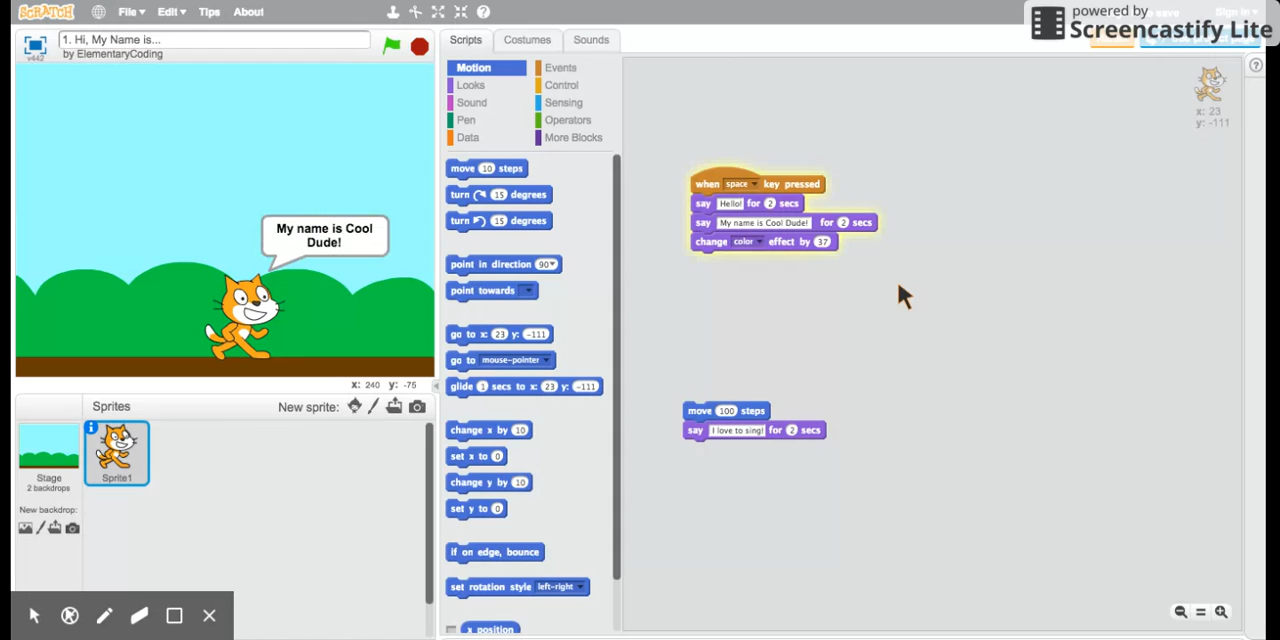 SCRATCH File Edit Tips About
powered by
Screencastify Lite
1. Hi, My Name is...
by ElementaryCoding
v442
Scripts Costumes Sounds
Motion Events
Looks Control
Sound Sensing
Pen Operators
Data More Blocks
move 10 steps
turn 15 degrees
turn 15 degrees
point in direction 90
point towards
go to x: 23 y: -111
go to mouse-pointer
glide 1 secs to x: 23 y: -111
change x by 10
set x to 0
change y by 10
set y to 0
if on edge, bounce
set rotation style left-right
x position
x: 23
y: -111
when space key pressed
say Hello! for 2 secs
say My name is Cool Dude! for 2 secs
change color effect by 37
move 100 steps
say I love to sing! for 2 secs
My name is Cool
Dude!
x: 240 y: -75
Sprites New sprite:
Stage
2 backdrops
New backdrop:
Sprite1